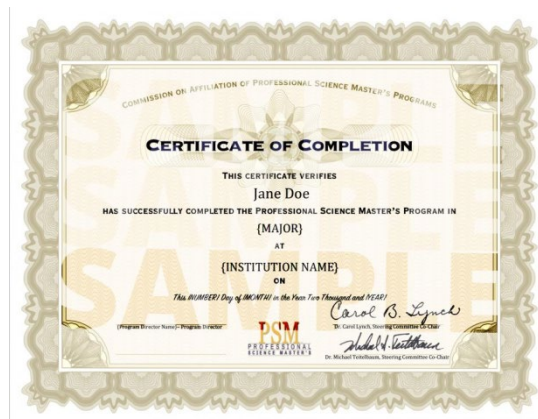 COMMISSION ON AFFILIATION OF PROFESSIONAL SCIENCE MASTER'S PROGRAMS
CERTIFICATE OF COMPLETION
THIS CERTIFICATE VERIFIES
Jane Doe
HAS SUCCESSFULLY COMPLETED THE PROFESSIONAL SCIENCE MASTER'S PROGRAM IN
{MAJOR}
AT
{INSTITUTION NAME}
ON
This {NUMBER} Day of {MONTH} in the Year Two Thousand and {YEAR}
Carol B. Lynch
{Program Director Name} – Program Director
Dr. Carol Lynch, Steering Committee Co-Chair
PSM
PROFESSIONAL
SCIENCE MASTER'S
Michael S. Teitelbaum
Dr. Michael Teitelbaum, Steering Committee Co-Chair
SAMPLE
SAMPLE
SAMPLE